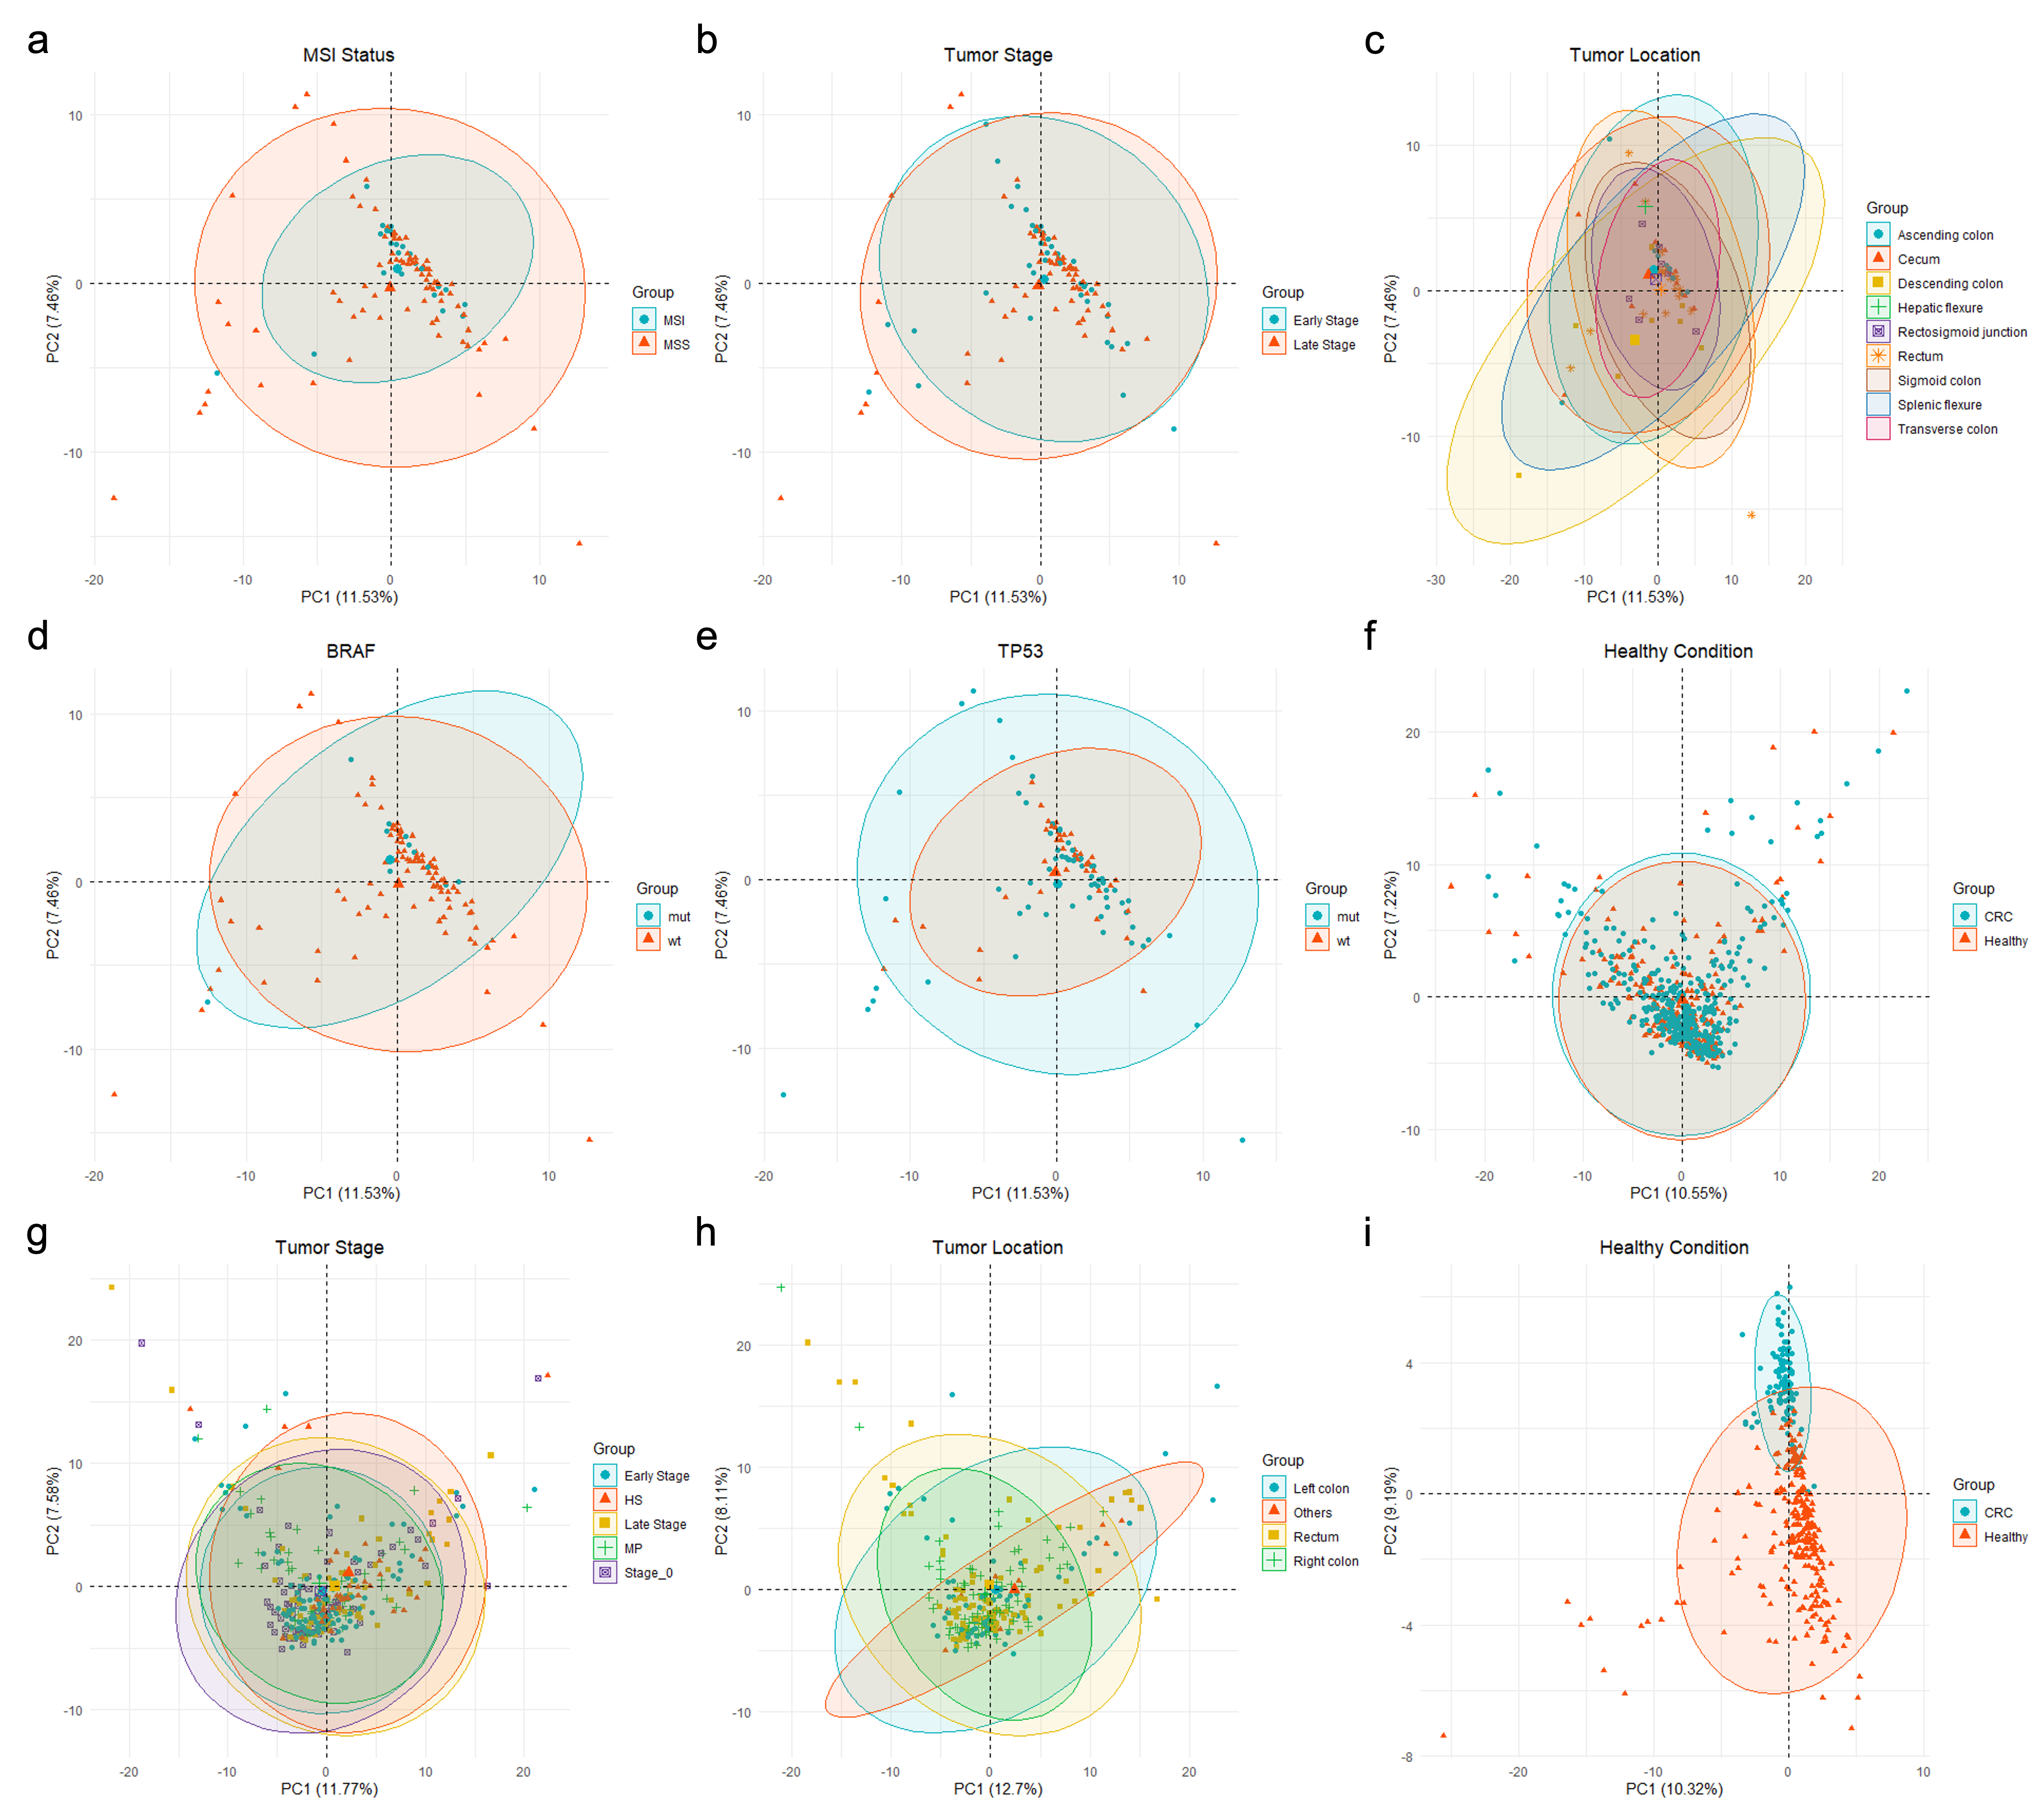 a
MSI Status
10
0
-10
-20
-10
0
10
PC1 (11.53%)
PC2 (7.46%)
Group
MSI
MSS
b
Tumor Stage
10
0
-10
-20
-10
0
10
PC1 (11.53%)
PC2 (7.46%)
Group
Early Stage
Late Stage
c
Tumor Location
10
0
-10
-30
-20
-10
0
10
20
PC1 (11.53%)
PC2 (7.46%)
Group
Ascending colon
Cecum
Descending colon
Hepatic flexure
Rectosigmoid junction
Rectum
Sigmoid colon
Splenic flexure
Transverse colon
d
BRAF
10
0
-10
-20
-10
0
10
PC1 (11.53%)
PC2 (7.46%)
Group
mut
wt
e
TP53
10
0
-10
-20
-10
0
10
PC1 (11.53%)
PC2 (7.46%)
Group
mut
wt
f
Healthy Condition
20
10
0
-10
-20
-10
0
10
20
PC1 (10.55%)
PC2 (7.22%)
Group
CRC
Healthy
g
Tumor Stage
20
10
0
-10
-20
-10
0
10
20
PC1 (11.77%)
PC2 (7.58%)
Group
Early Stage
HS
Late Stage
MP
Stage_0
h
Tumor Location
20
10
0
-10
-20
-10
0
10
20
PC1 (12.7%)
PC2 (8.11%)
Group
Left colon
Others
Rectum
Right colon
i
Healthy Condition
4
0
-4
-8
-20
-10
0
10
PC1 (10.32%)
PC2 (9.19%)
Group
CRC
Healthy